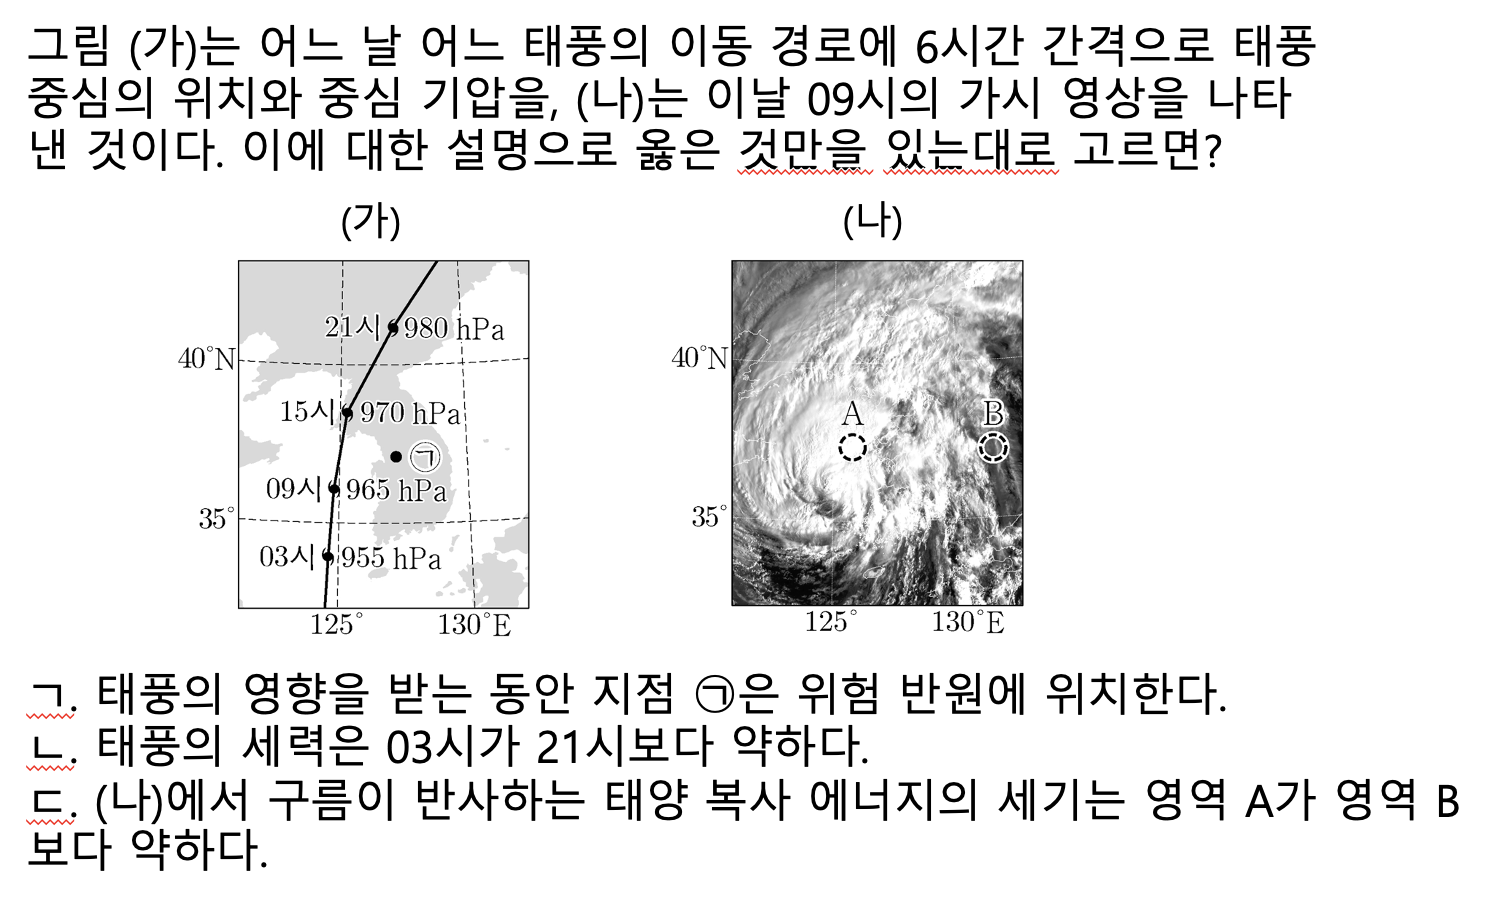 그림 (가)는 어느 날 어느 태풍의 이동 경로에 6시간 간격으로 태풍
중심의 위치와 중심 기압을, (나)는 이날 09시의 가시 영상을 나타
낸 것이다. 이에 대한 설명으로 옳은 것만을 있는대로 고르면?
(가)
(나)
21시 980 hPa
40°N
15시 970 hPa
㉠
09시 965 hPa
35°
03시 955 hPa
125° 130°E
40°N
A B
35°
125° 130°E
ㄱ. 태풍의 영향을 받는 동안 지점 ㉠은 위험 반원에 위치한다.
ㄴ. 태풍의 세력은 03시가 21시보다 약하다.
ㄷ. (나)에서 구름이 반사하는 태양 복사 에너지의 세기는 영역 A가 영역 B
보다 약하다.